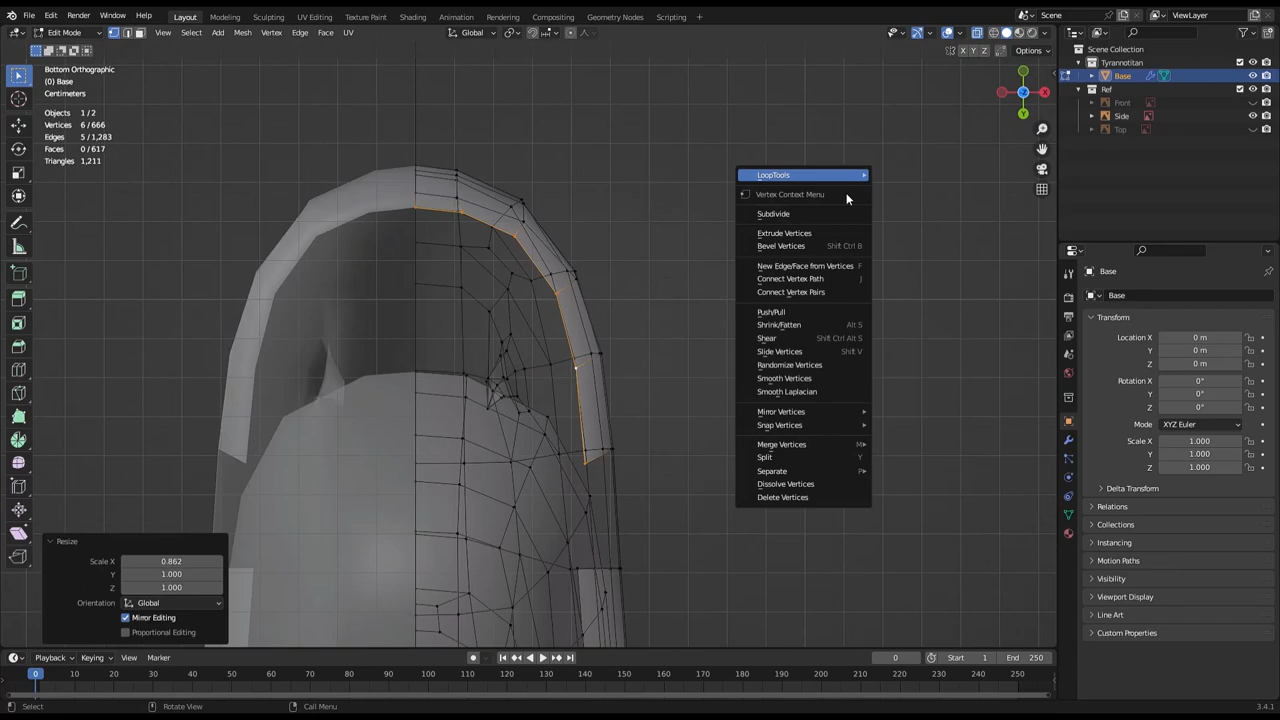 File Edit Render Window Help
Layout Modeling Sculpting UV Editing Texture Paint Shading Animation Rendering Compositing Geometry Nodes Scripting +
Scene
ViewLayer
Edit Mode
View Select Add Mesh Vertex Edge Face UV
Global
X Y Z
Options
Bottom Orthographic
(0) Base
Centimeters
Objects 1/2
Vertices 6/666
Edges 5/1,283
Faces 0/617
Triangles 1,211
X
Y
LoopTools
Vertex Context Menu
Subdivide
Extrude Vertices
Bevel Vertices Shift Ctrl B
New Edge/Face from Vertices F
Connect Vertex Path J
Connect Vertex Pairs
Push/Pull
Shrink/Fatten Alt S
Shear Shift Ctrl Alt S
Slide Vertices Shift V
Randomize Vertices
Smooth Vertices
Smooth Laplacian
Mirror Vertices
Snap Vertices
Merge Vertices M
Split Y
Separate P
Dissolve Vertices
Delete Vertices
Resize
Scale X 0.862
Y 1.000
Z 1.000
Orientation Global
Mirror Editing
Proportional Editing
Scene Collection
Tyrannotitan
Base
Ref
Front
Side
Top
Base
Base
Transform
Location X 0 m
Y 0 m
Z 0 m
Rotation X 0°
Y 0°
Z 0°
Mode XYZ Euler
Scale X 1.000
Y 1.000
Z 1.000
Delta Transform
Relations
Collections
Instancing
Motion Paths
Visibility
Viewport Display
Line Art
Custom Properties
Playback Keying View Marker
0
Start 1
End 250
0 10 20 30 40 50 60 70 80 90 100 110 120 130 140 150 160 170 180 190 200 210 220 230 240 250
Select
Rotate View
Call Menu
3.4.1